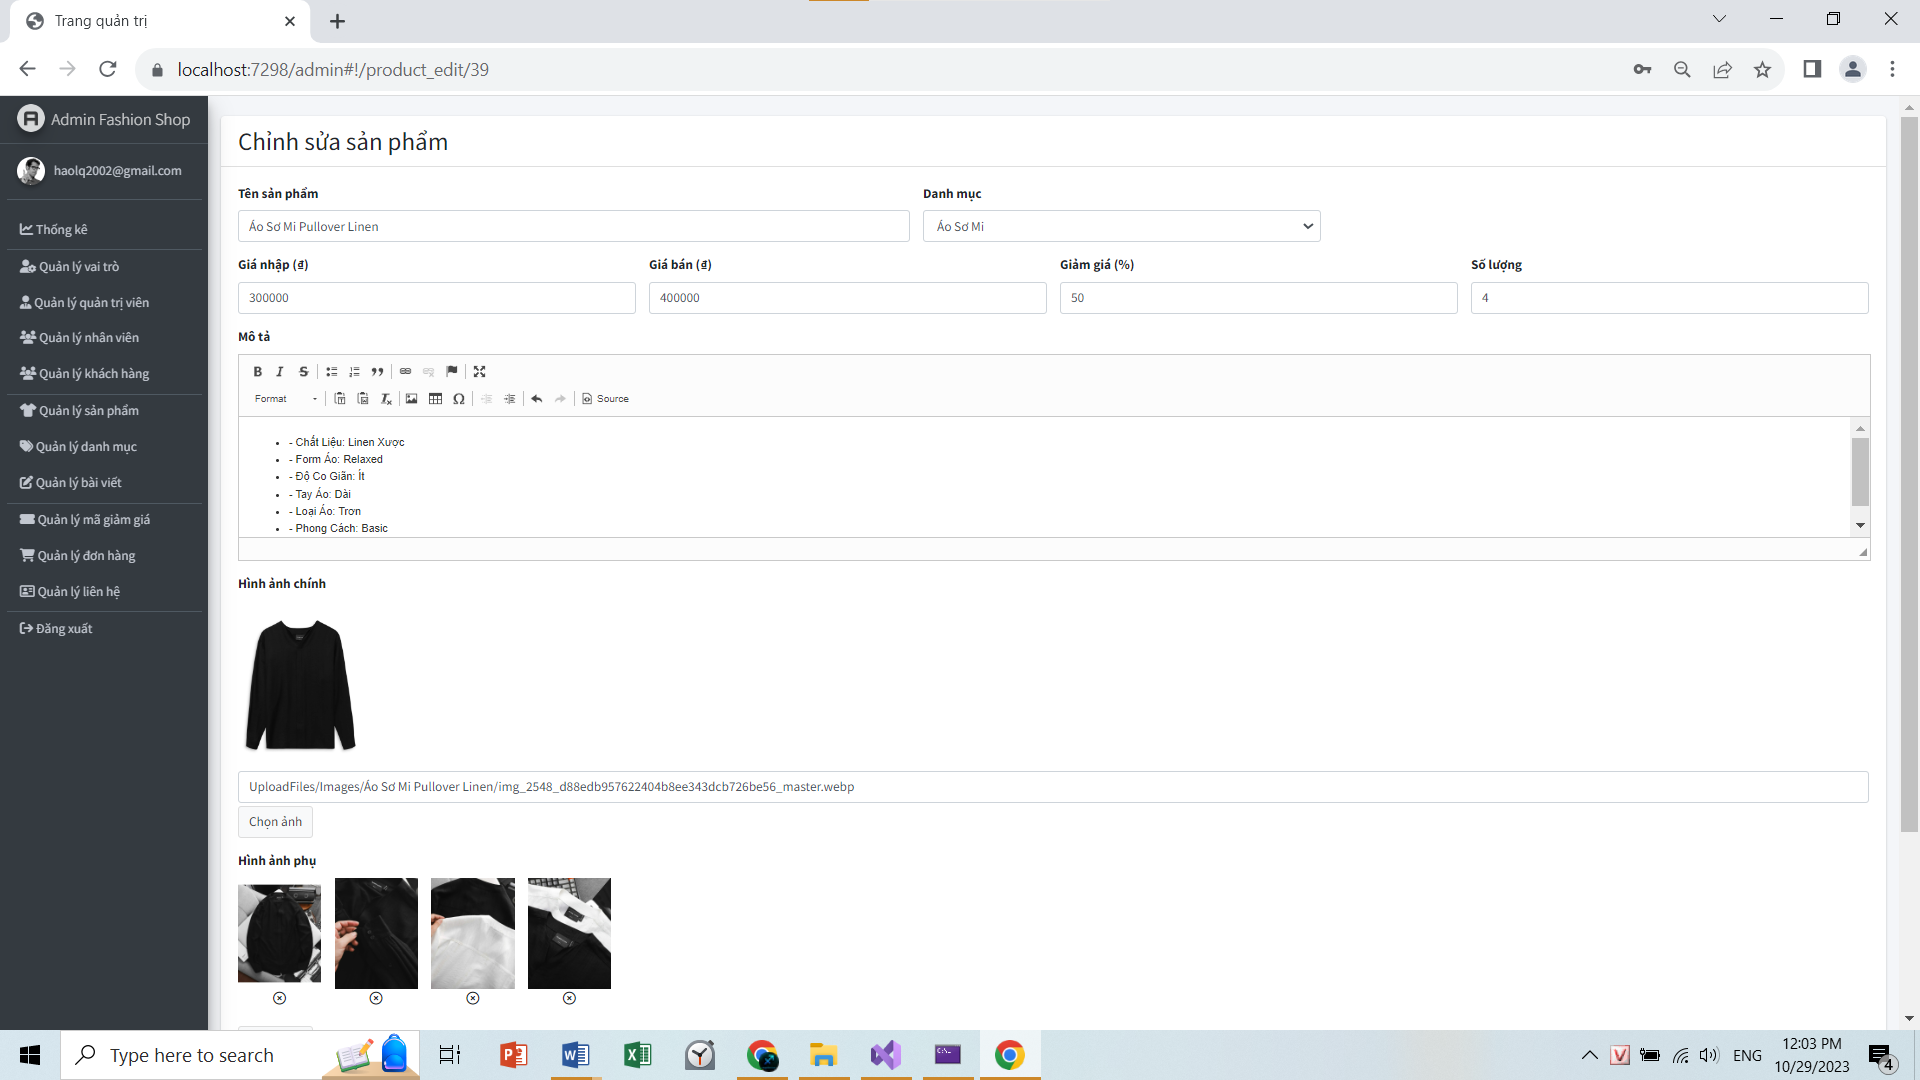 Trang quản trị
localhost:7298/admin#!/product_edit/39
Admin Fashion Shop
haolq2002@gmail.com
Thống kê
Quản lý vai trò
Quản lý quản trị viên
Quản lý nhân viên
Quản lý khách hàng
Quản lý sản phẩm
Quản lý danh mục
Quản lý bài viết
Quản lý mã giảm giá
Quản lý đơn hàng
Quản lý liên hệ
Đăng xuất
Chỉnh sửa sản phẩm
Tên sản phẩm
Danh mục
Áo Sơ Mi Pullover Linen
Áo Sơ Mi
Giá nhập (₫)
Giá bán (₫)
Giảm giá (%)
Số lượng
300000
400000
50
4
Mô tả
Format
Source
- Chất Liệu: Linen Xược
- Form Áo: Relaxed
- Độ Co Giãn: Ít
- Tay Áo: Dài
- Loại Áo: Trơn
- Phong Cách: Basic
Hình ảnh chính
UploadFiles/Images/Áo Sơ Mi Pullover Linen/img_2548_d88edb957622404b8ee343dcb726be56_master.webp
Chọn ảnh
Hình ảnh phụ
Type here to search
ENG
12:03 PM
10/29/2023
4